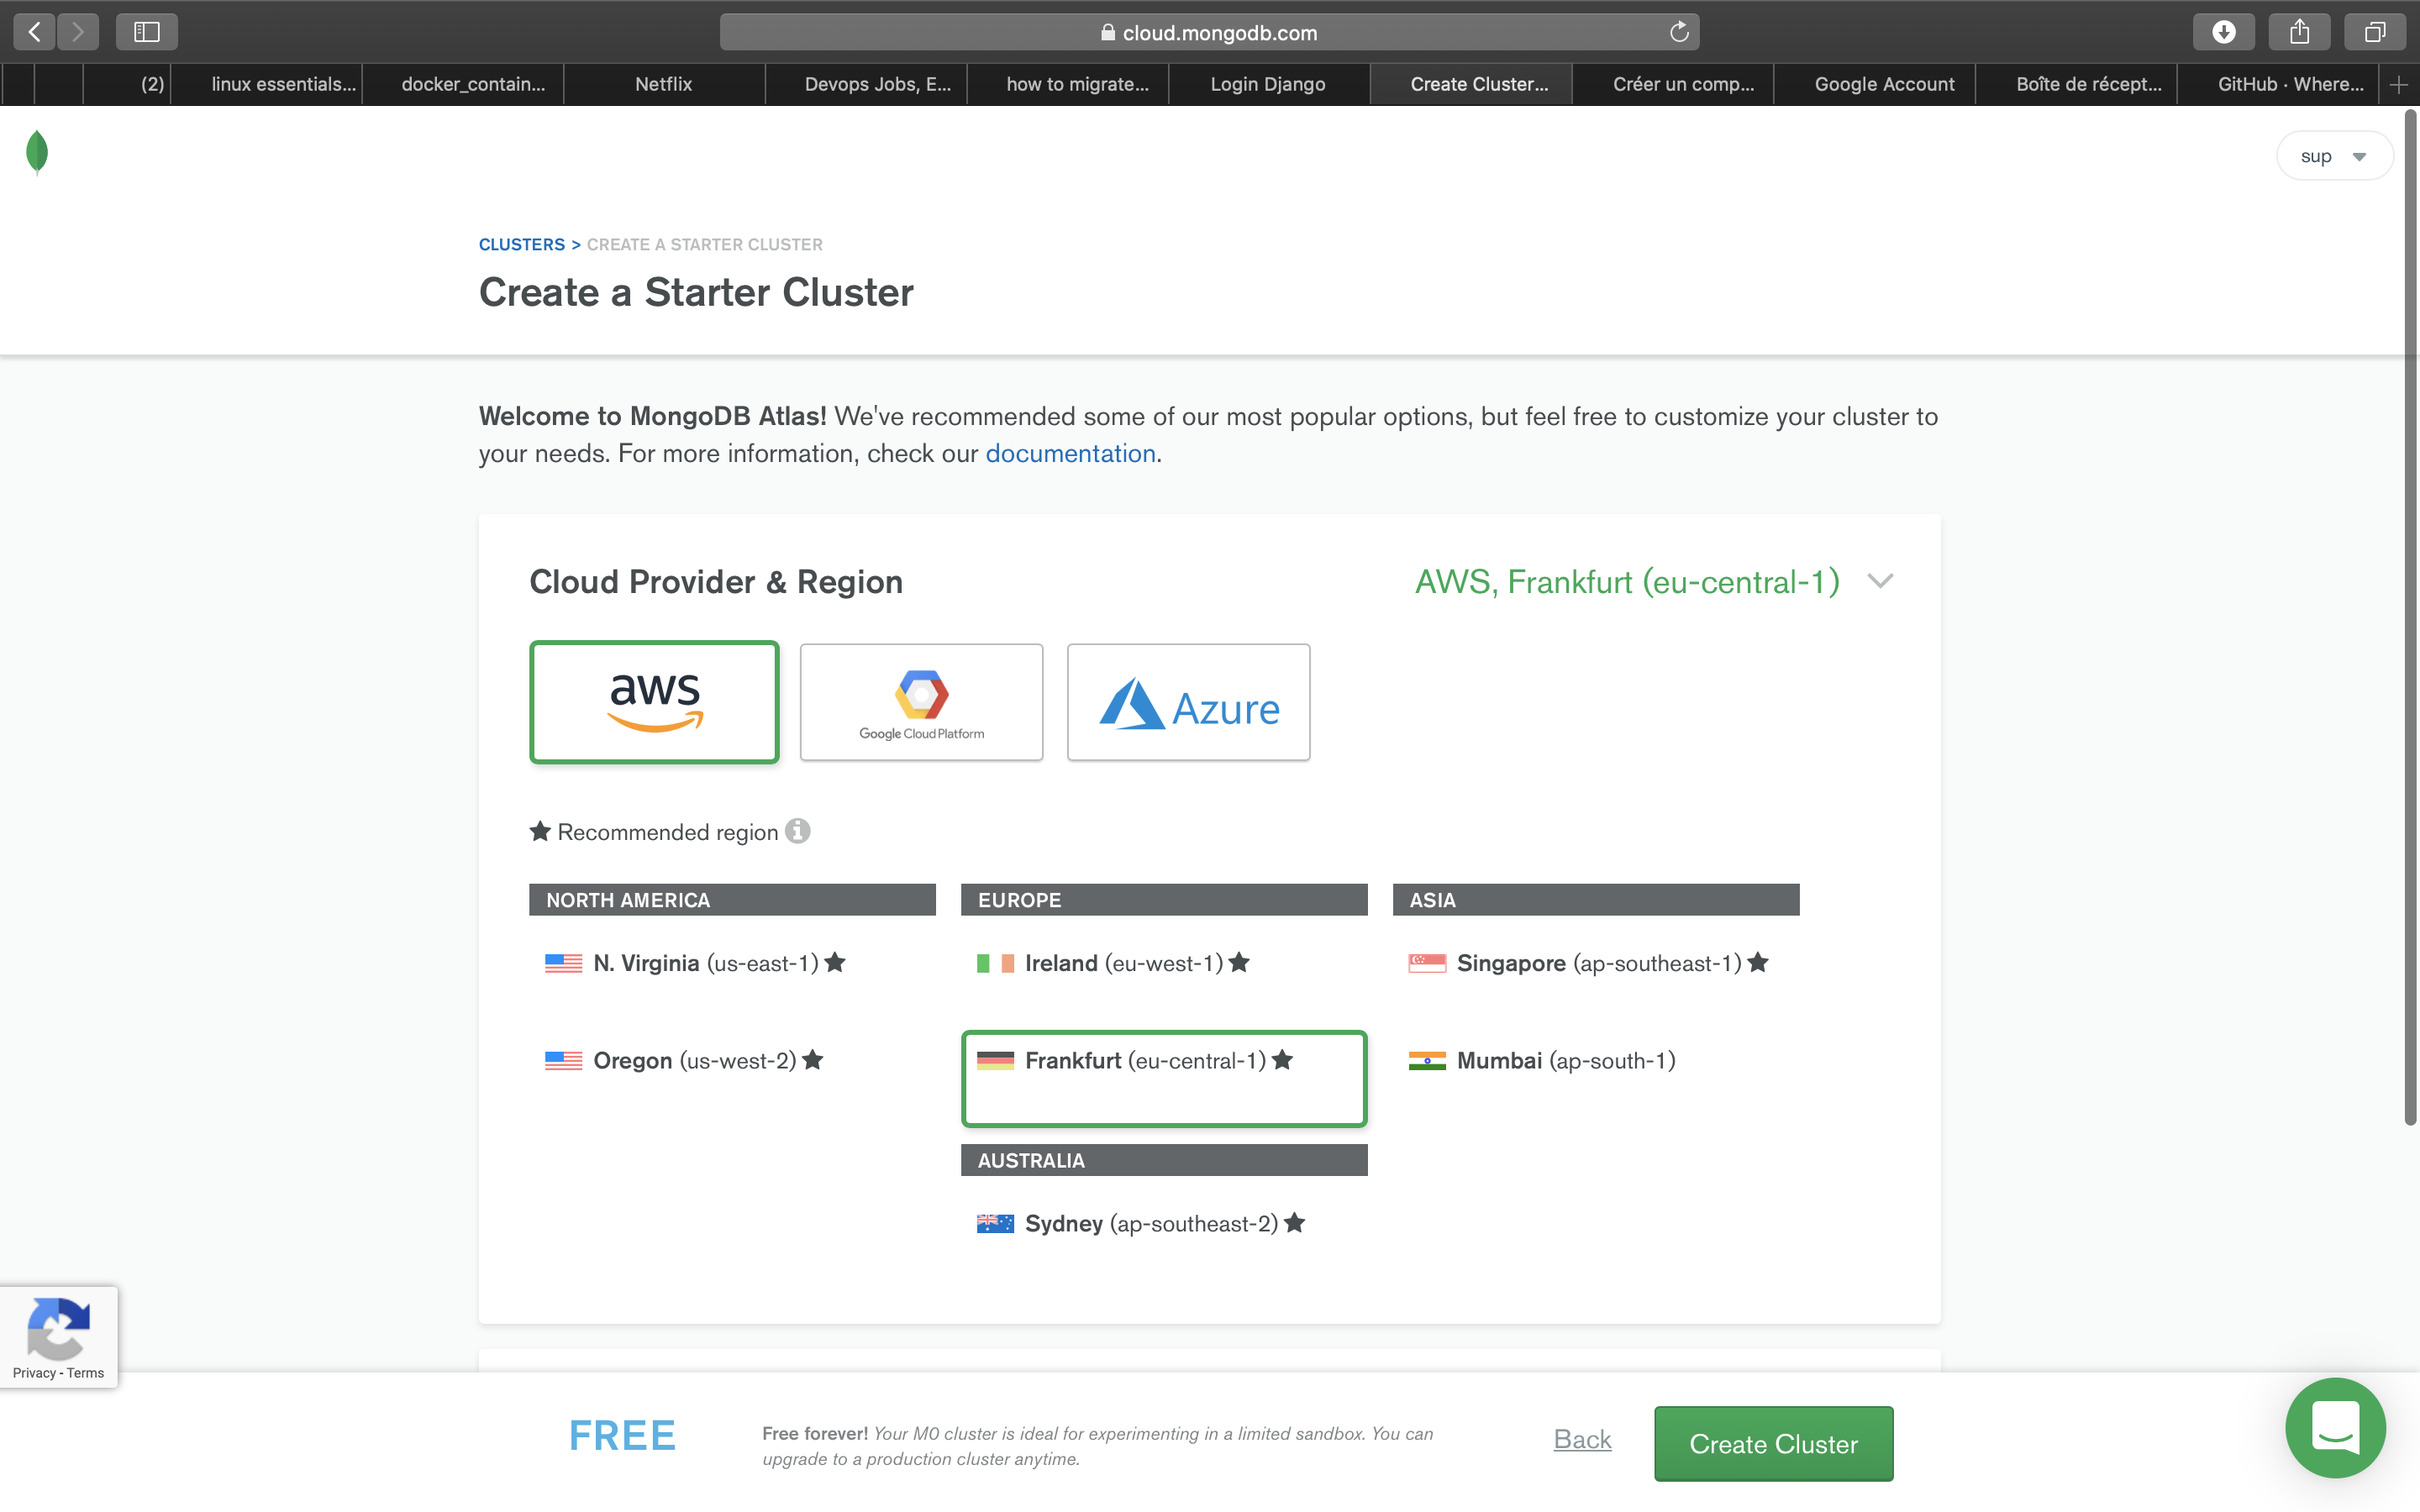 cloud.mongodb.com
(2)
linux essentials...
docker_contain...
Netflix
Devops Jobs, E...
how to migrate...
Login Django
Create Cluster...
Créer un comp...
Google Account
Boîte de récept...
GitHub · Where...
sup
CLUSTERS > CREATE A STARTER CLUSTER
Create a Starter Cluster
Welcome to MongoDB Atlas! We've recommended some of our most popular options, but feel free to customize your cluster to
your needs. For more information, check our documentation.
Cloud Provider & Region
AWS, Frankfurt (eu-central-1)
aws
Google Cloud Platform
Azure
Recommended region
NORTH AMERICA
EUROPE
ASIA
N. Virginia (us-east-1)
Ireland (eu-west-1)
Singapore (ap-southeast-1)
Oregon (us-west-2)
Frankfurt (eu-central-1)
Mumbai (ap-south-1)
AUSTRALIA
Sydney (ap-southeast-2)
Privacy - Terms
FREE
Free forever! Your M0 cluster is ideal for experimenting in a limited sandbox. You can
upgrade to a production cluster anytime.
Back
Create Cluster